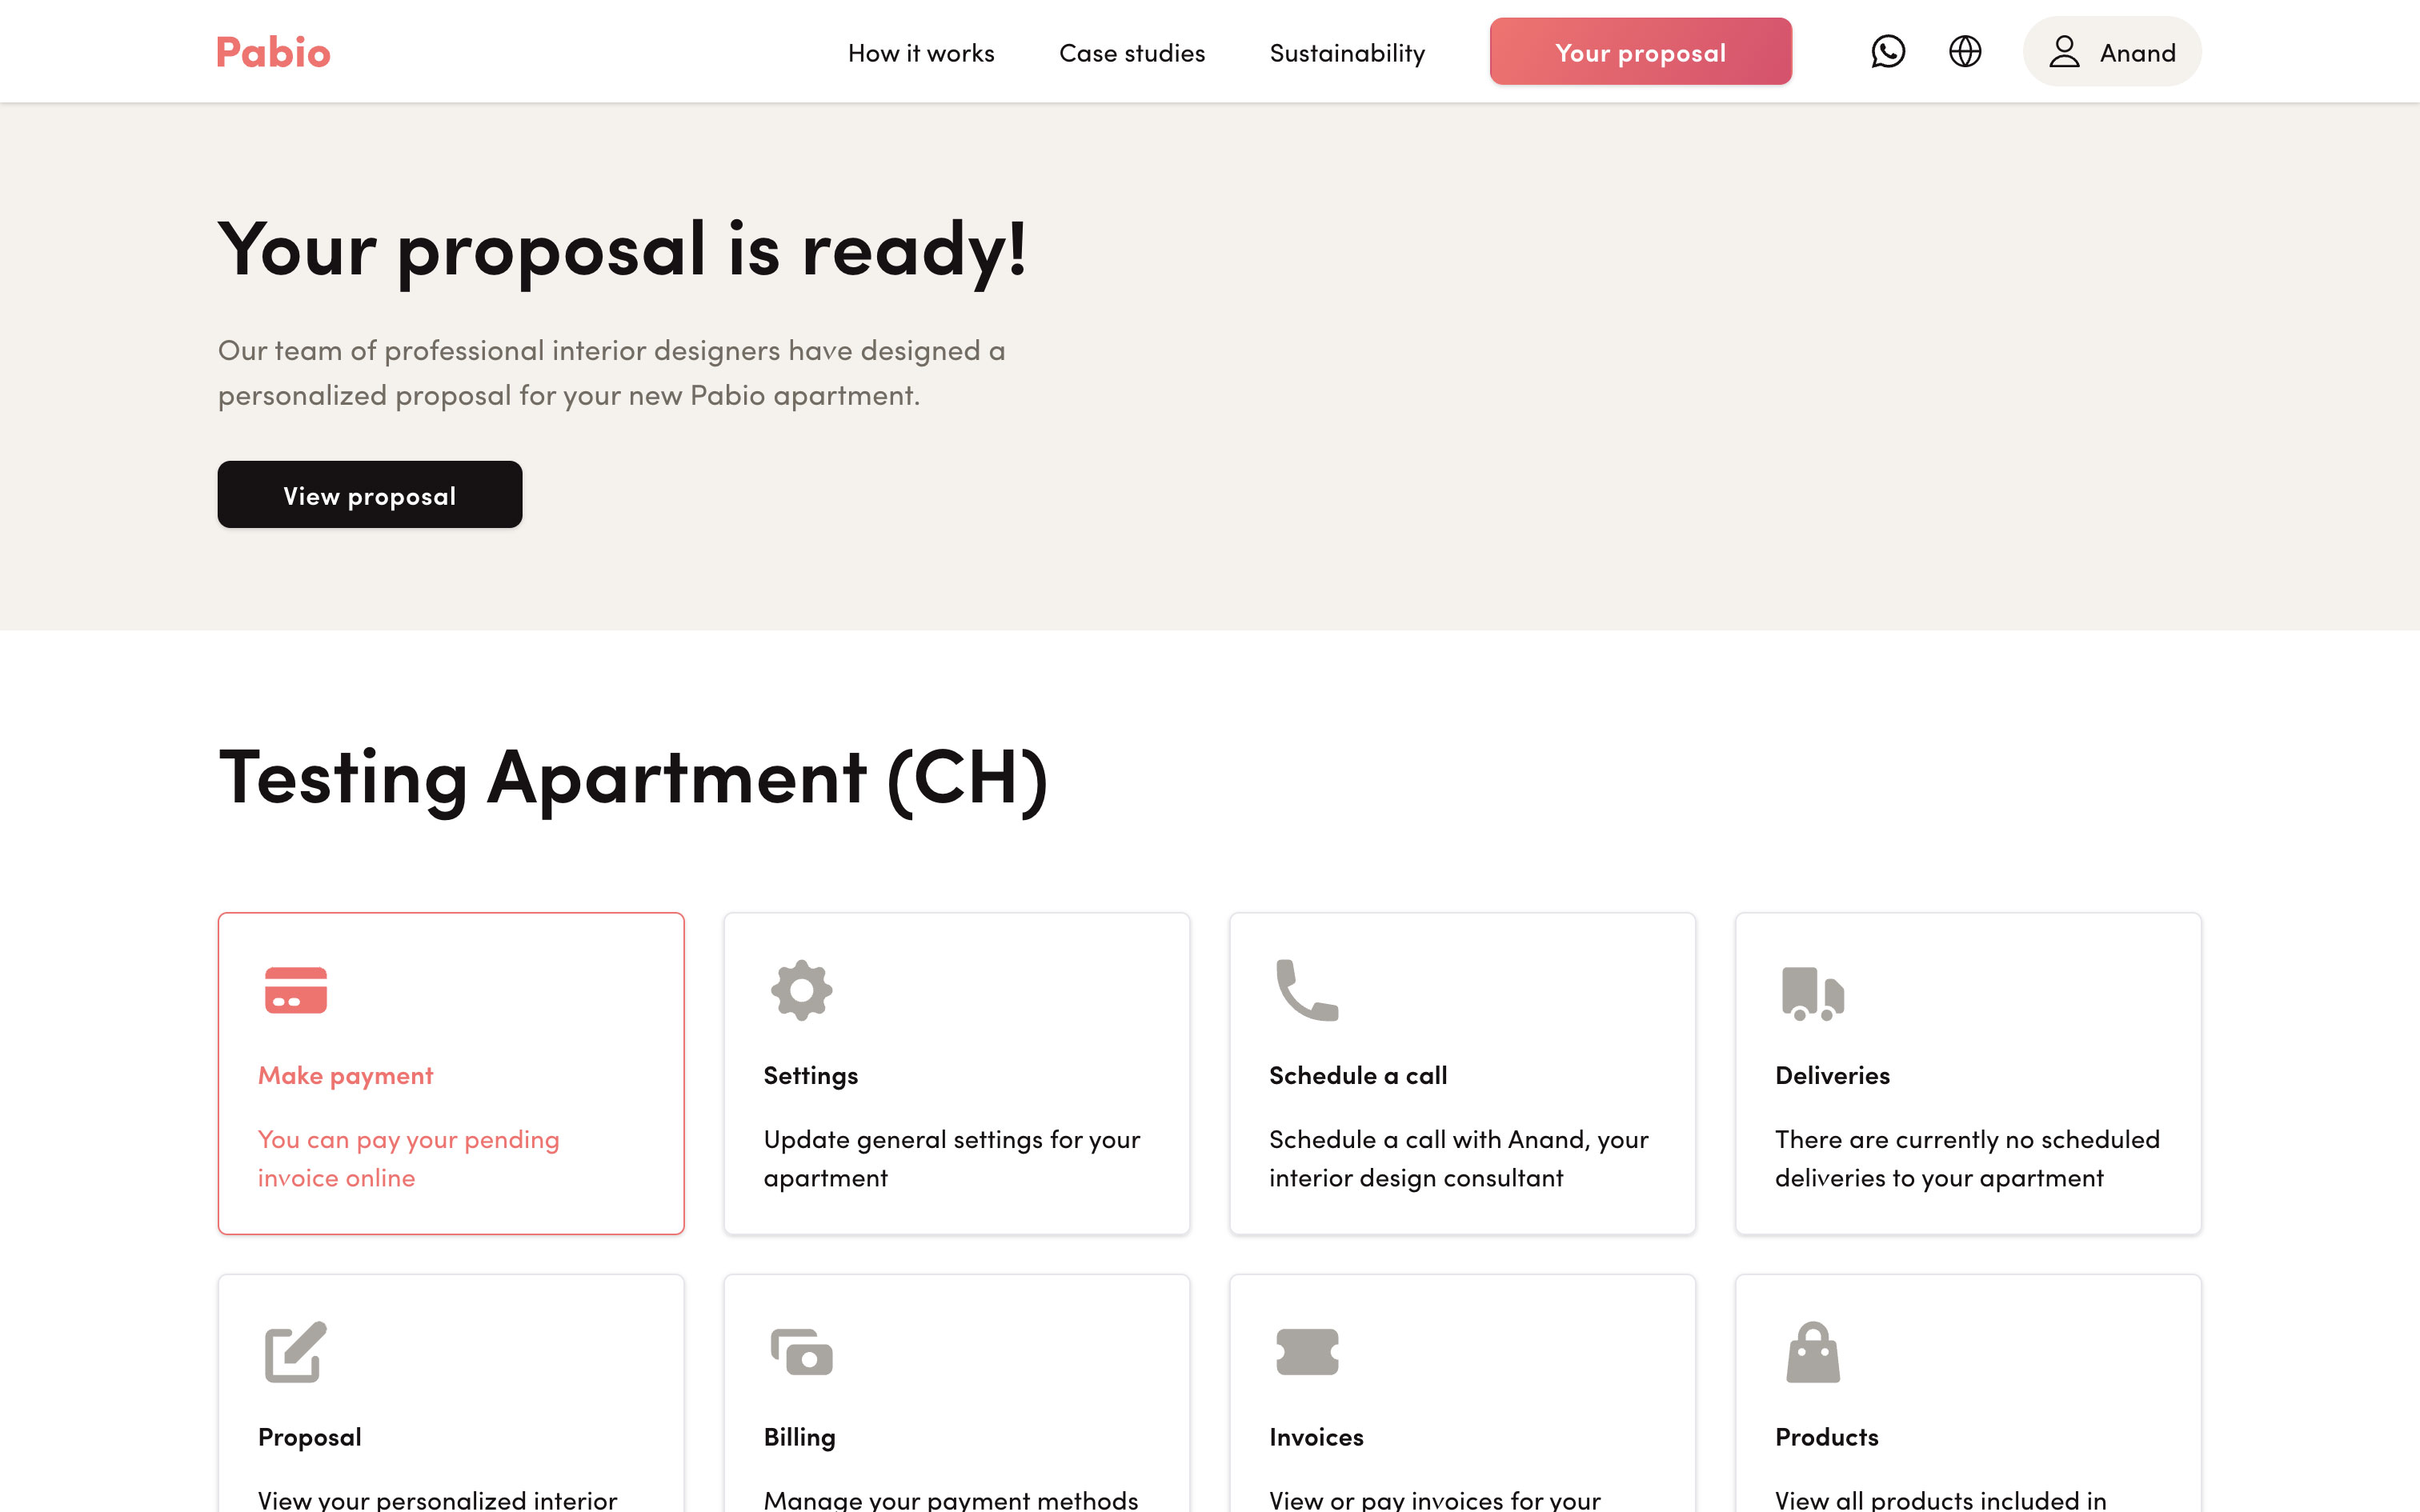 Pabio
How it works
Case studies
Sustainability
Your proposal
Anand
Your proposal is ready!
Our team of professional interior designers have designed a
personalized proposal for your new Pabio apartment.
View proposal
Testing Apartment (CH)
Make payment
You can pay your pending
invoice online
Settings
Update general settings for your
apartment
Schedule a call
Schedule a call with Anand, your
interior design consultant
Deliveries
There are currently no scheduled
deliveries to your apartment
Proposal
View your personalized interior
Billing
Manage your payment methods
Invoices
View or pay invoices for your
Products
View all products included in